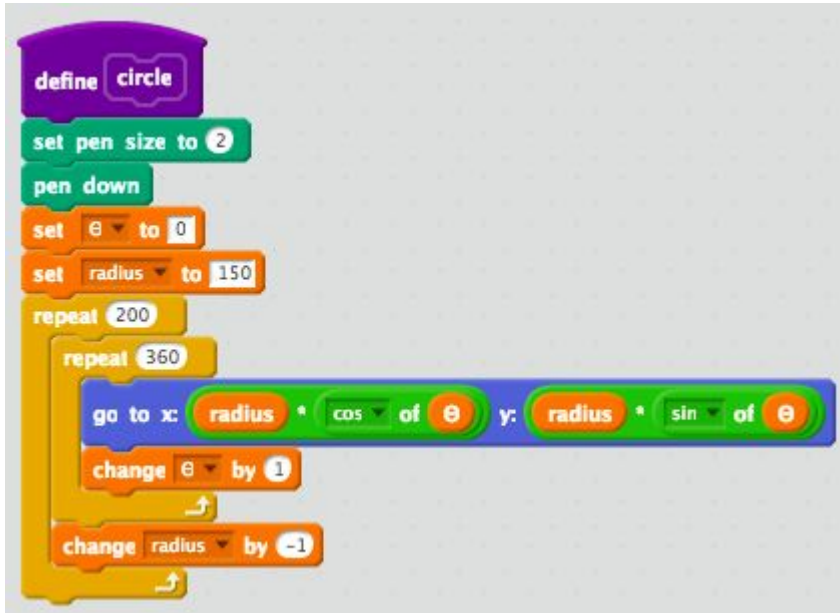 define circle
set pen size to 2
pen down
set Θ to 0
set radius to 150
repeat 200
repeat 360
go to x: radius * cos of Θ y: radius * sin of Θ
change Θ by 1
change radius by -1